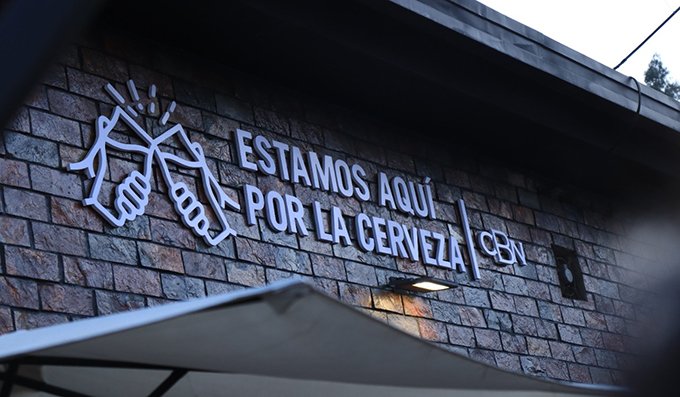 ESTAMOS AQUÍ
POR LA CERVEZA
CBN